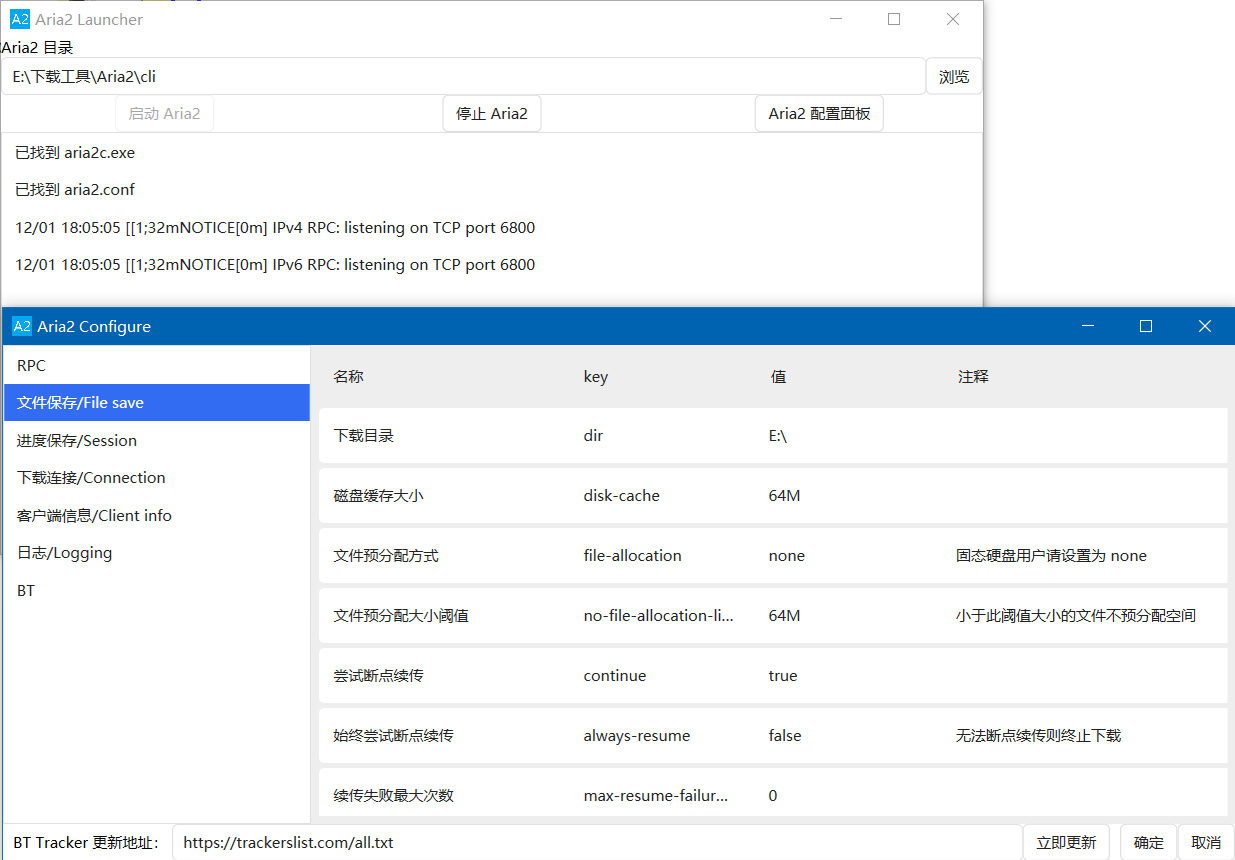 A2 Aria2 Launcher
Aria2 目录
E:\下载工具\Aria2\cli 浏览
启动 Aria2 停止 Aria2 Aria2 配置面板
已找到 aria2c.exe
已找到 aria2.conf
12/01 18:05:05 [[1;32mNOTICE[0m] IPv4 RPC: listening on TCP port 6800
12/01 18:05:05 [[1;32mNOTICE[0m] IPv6 RPC: listening on TCP port 6800
A2 Aria2 Configure
RPC
文件保存/File save
进度保存/Session
下载连接/Connection
客户端信息/Client info
日志/Logging
BT
名称 key 值 注释
下载目录 dir E:\
磁盘缓存大小 disk-cache 64M
文件预分配方式 file-allocation none 固态硬盘用户请设置为 none
文件预分配大小阈值 no-file-allocation-li... 64M 小于此阈值大小的文件不预分配空间
尝试断点续传 continue true
始终尝试断点续传 always-resume false 无法断点续传则终止下载
续传失败最大次数 max-resume-failur... 0
BT Tracker 更新地址: https://trackerslist.com/all.txt 立即更新 确定 取消